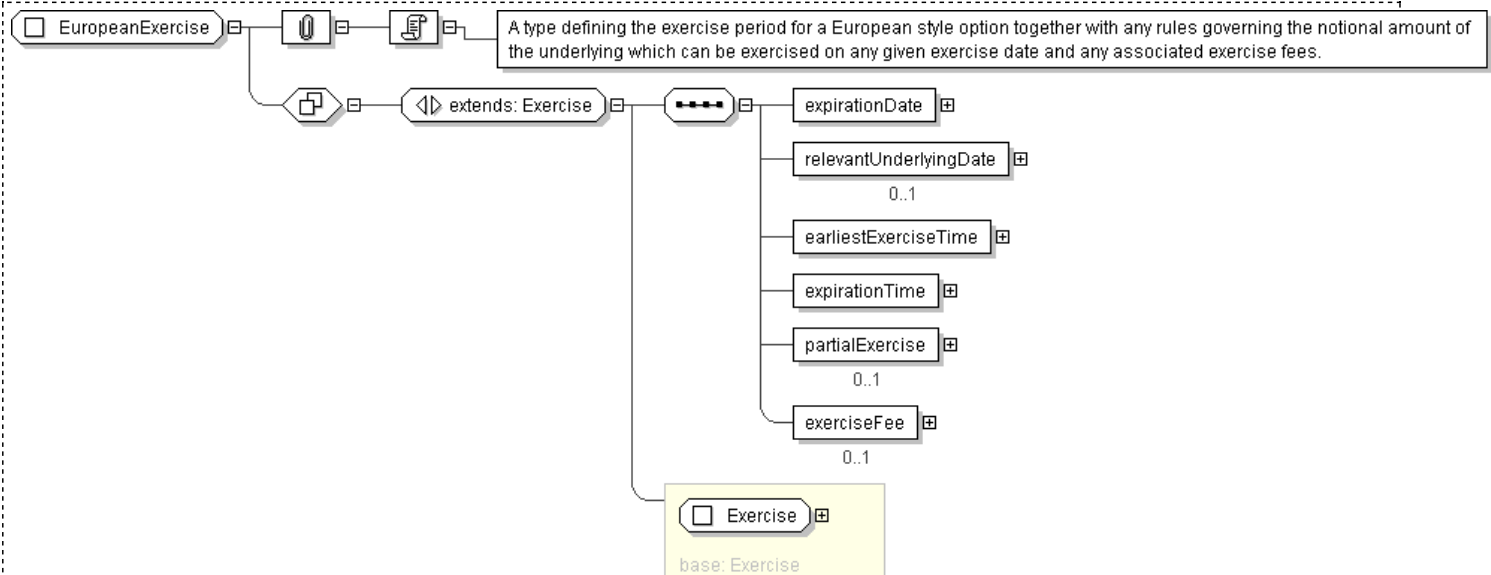 EuropeanExercise
A type defining the exercise period for a European style option together with any rules governing the notional amount of
the underlying which can be exercised on any given exercise date and any associated exercise fees.
extends: Exercise
expirationDate
relevantUnderlyingDate
0..1
earliestExerciseTime
expirationTime
partialExercise
0..1
exerciseFee
0..1
Exercise
base: Exercise